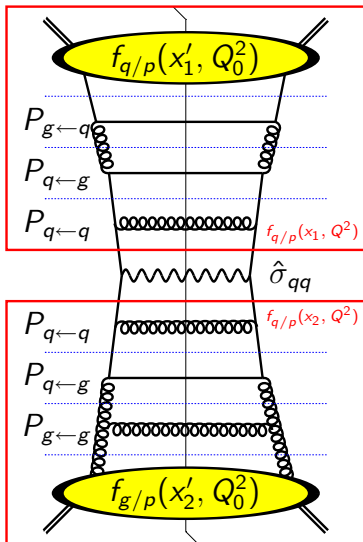 f_{q/p}(x'_1, Q_0^2)
P_{g←q}
P_{q←g}
P_{q←q}
f_{q/p}(x_1, Q^2)
σ̂_{qq}
f_{q/p}(x_2, Q^2)
P_{q←q}
P_{q←g}
P_{g←g}
f_{g/p}(x'_2, Q_0^2)